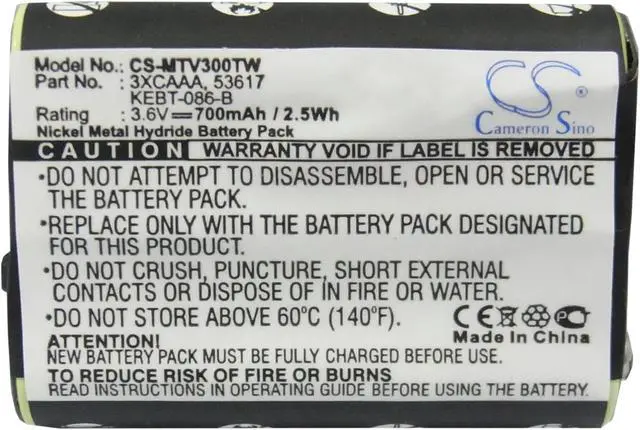 Model No.: CS-MTV300TW
3XCAAA, 53617
KEBT-086-B
Rating : 3.6V⎓700mAh / 2.5Wh
Nickel Metal Hydride Battery Pack
CS
Cameron Sino
CAUTION WARRANTY VOID IF LABEL IS REMOVED
•DO NOT ATTEMPT TO DISASSEMBLE, OPEN OR SERVICE
THE BATTERY PACK.
•REPLACE ONLY WITH THE BATTERY PACK DESIGNATED
FOR THIS PRODUCT.
•DO NOT CRUSH, PUNCTURE, SHORT EXTERNAL
CONTACTS OR DISPOSE OF IN FIRE OR WATER.
•DO NOT STORE ABOVE 60°C (140°F).
CE
Made In China
ATTENTION!
NEW BATTERY PACK MUST BE FULLY CHARGED BEFORE USE
TO REDUCE RISK OF FIRE OR BURNS
READ INSTRUCTIONS IN OPERATING GUIDE BEFORE CHARGING